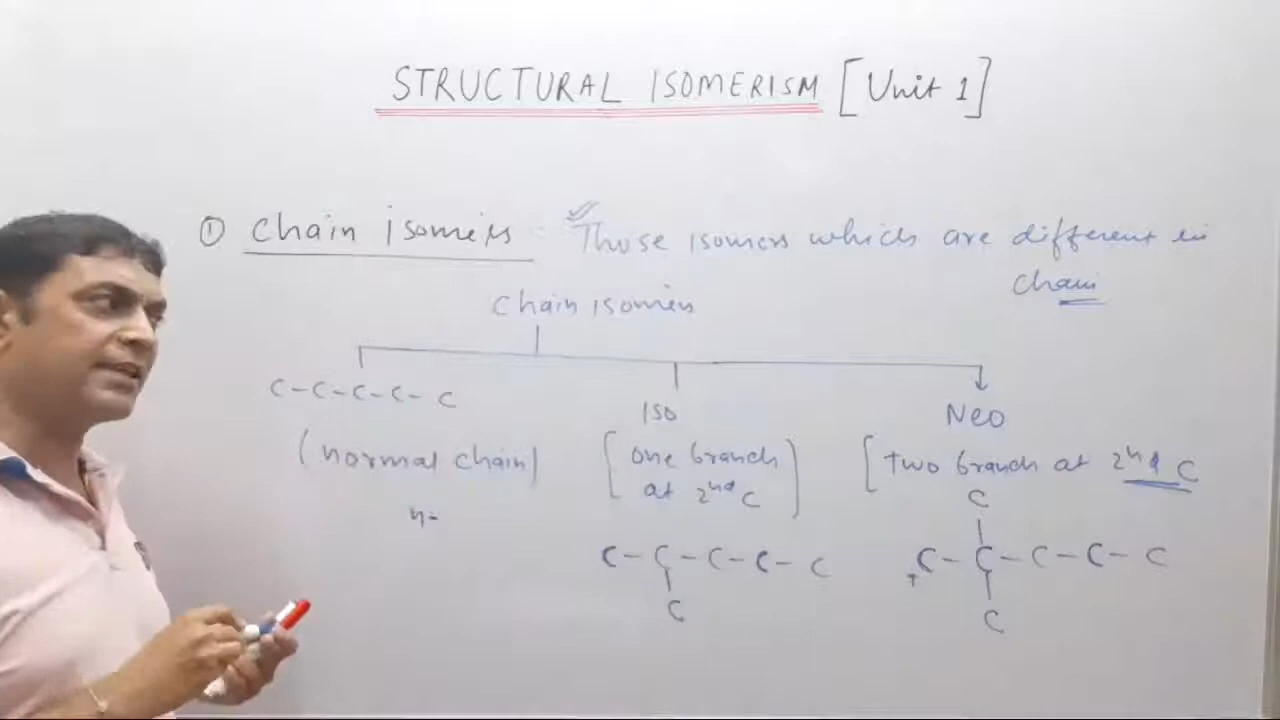 STRUCTURAL ISOMERISM [Unit 1]
① Chain isomers : Those isomers which are different in
chain
Chain isomers
C-C-C-C-C
(normal chain)
n-
Iso
[one branch
at 2nd C]
C-C-C-C-C
C
Neo
[Two branch at 2nd C
C
C-C-C-C-C
C